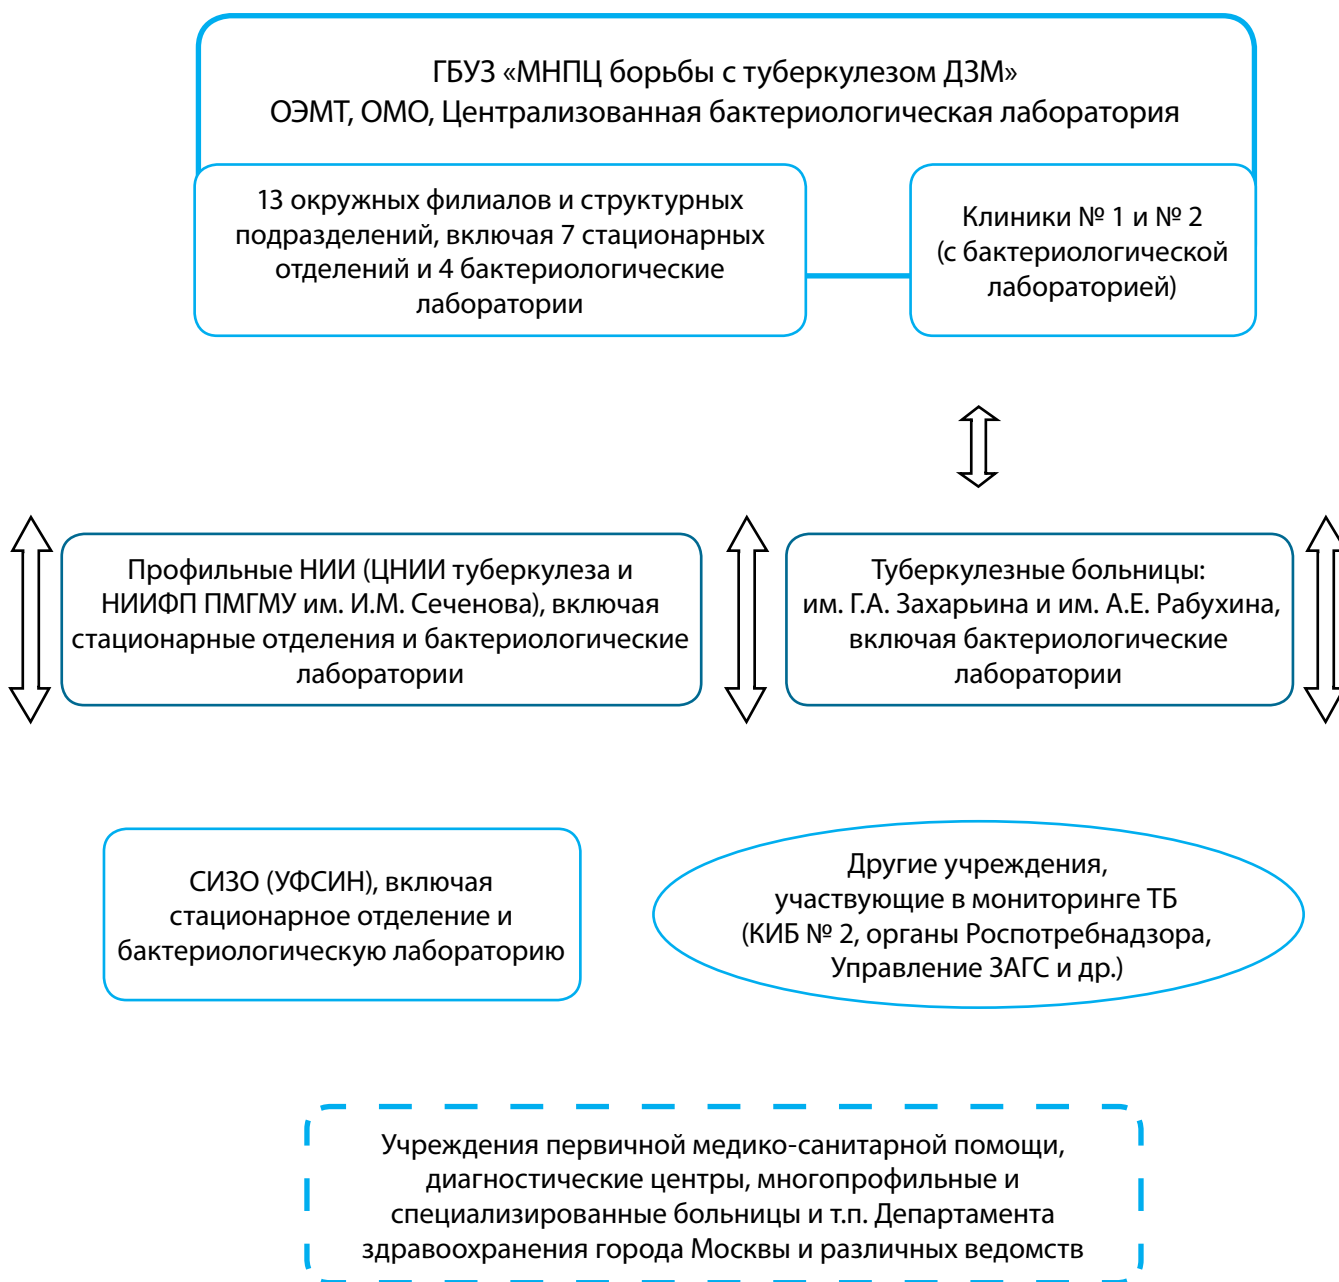 ГБУЗ «МНПЦ борьбы с туберкулезом ДЗМ»
ОЭМТ, ОМО, Централизованная бактериологическая лаборатория
13 окружных филиалов и структурных
подразделений, включая 7 стационарных
отделений и 4 бактериологические
лаборатории
Клиники № 1 и № 2
(с бактериологической
лабораторией)
Профильные НИИ (ЦНИИ туберкулеза и
НИИФП ПМГМУ им. И.М. Сеченова), включая
стационарные отделения и бактериологические
лаборатории
Туберкулезные больницы:
им. Г.А. Захарьина и им. А.Е. Рабухина,
включая бактериологические
лаборатории
СИЗО (УФСИН), включая
стационарное отделение и
бактериологическую лабораторию
Другие учреждения,
участвующие в мониторинге ТБ
(КИБ № 2, органы Роспотребнадзора,
Управление ЗАГС и др.)
Учреждения первичной медико-санитарной помощи,
диагностические центры, многопрофильные и
специализированные больницы и т.п. Департамента
здравоохранения города Москвы и различных ведомств